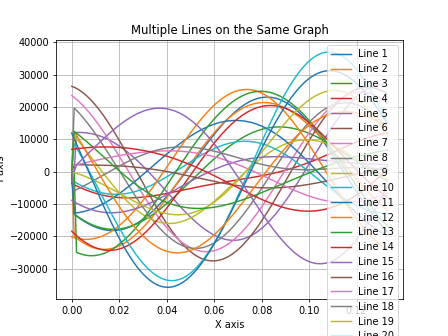 Multiple Lines on the Same Graph
40000
30000
20000
10000
0
−10000
−20000
−30000
0.00 0.02 0.04 0.06 0.08 0.10
X axis
Line 1
Line 2
Line 3
Line 4
Line 6
Line 7
Line 8
Line 9
Line 10
Line 11
Line 12
Line 13
Line 14
Line 15
Line 16
Line 17
Line 18
Line 19
Line 20